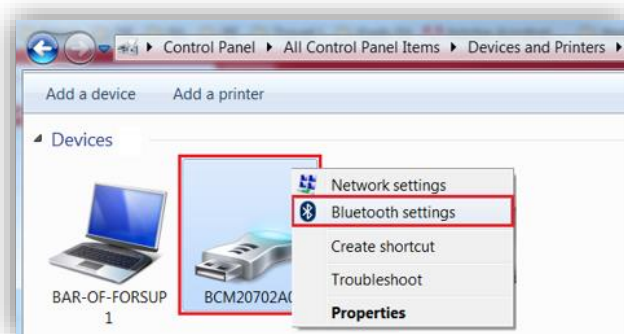 Control Panel ▸ All Control Panel Items ▸ Devices and Printers ▸
Add a device Add a printer
Devices
Network settings
Bluetooth settings
Create shortcut
Troubleshoot
Properties
BAR-OF-FORSUP
1
BCM20702A0